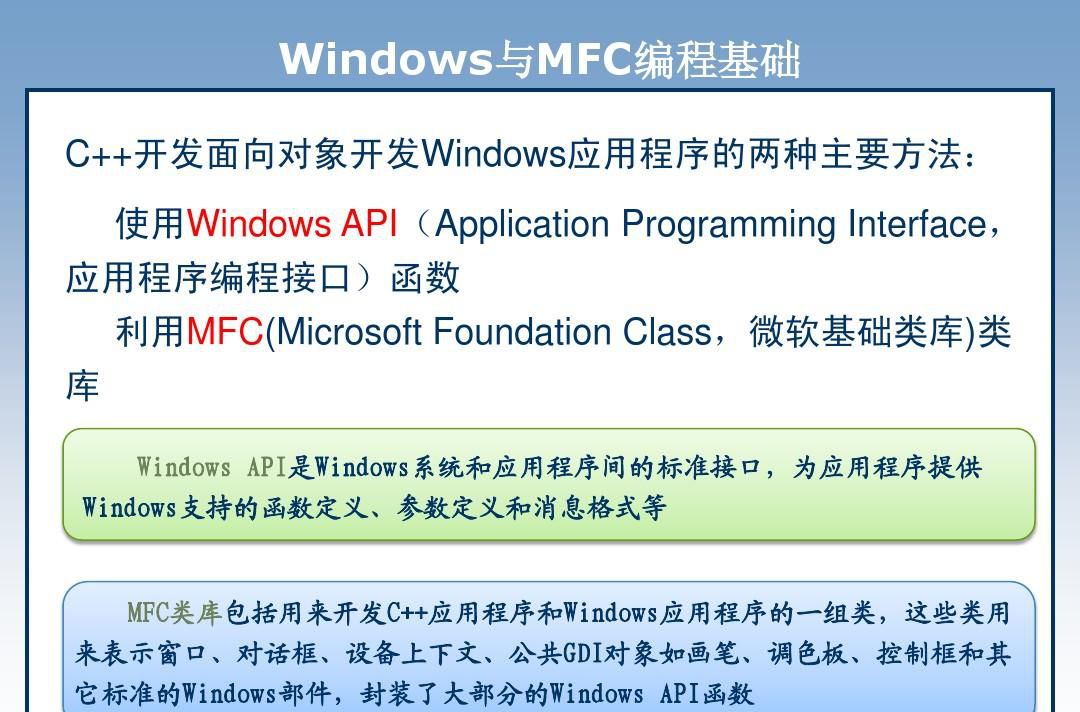 Windows与MFC编程基础
C++开发面向对象开发Windows应用程序的两种主要方法：
使用Windows API（Application Programming Interface，
应用程序编程接口）函数
利用MFC(Microsoft Foundation Class，微软基础类库)类
库
Windows API是Windows系统和应用程序间的标准接口，为应用程序提供
Windows支持的函数定义、参数定义和消息格式等
MFC类库包括用来开发C++应用程序和Windows应用程序的一组类，这些类用
来表示窗口、对话框、设备上下文、公共GDI对象如画笔、调色板、控制框和其
它标准的Windows部件，封装了大部分的Windows API函数